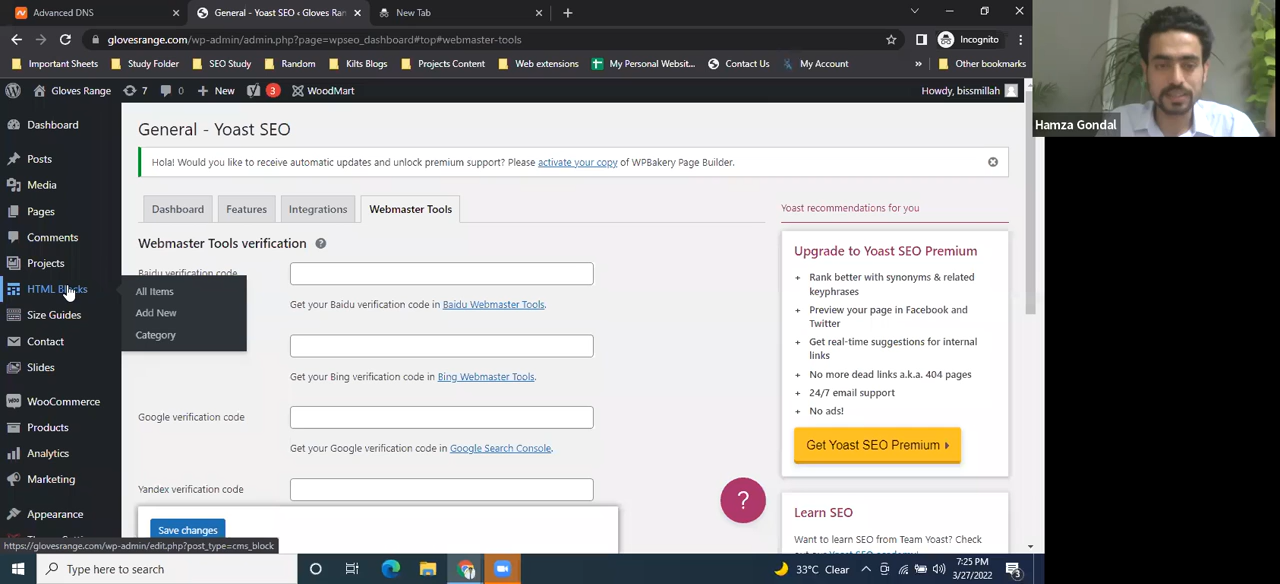 Advanced DNS
General - Yoast SEO ‹ Gloves Ran
New Tab
glovesrange.com/wp-admin/admin.php?page=wpseo_dashboard#top#webmaster-tools
Incognito
Important Sheets
Study Folder
SEO Study
Random
Kilts Blogs
Projects Content
Web extensions
My Personal Websit...
Contact Us
My Account
»
Other bookmarks
Gloves Range
7
0
New
3
WoodMart
Howdy, bissmillah
Hamza Gondal
Dashboard
Posts
Media
Pages
Comments
Projects
HTML Blocks
All Items
Add New
Category
Size Guides
Contact
Slides
WooCommerce
Products
Analytics
Marketing
Appearance
General - Yoast SEO
Hola! Would you like to receive automatic updates and unlock premium support? Please activate your copy of WPBakery Page Builder.
Dashboard
Features
Integrations
Webmaster Tools
Webmaster Tools verification
Baidu verification code
Get your Baidu verification code in Baidu Webmaster Tools.
Get your Bing verification code in Bing Webmaster Tools.
Google verification code
Get your Google verification code in Google Search Console.
Yandex verification code
Save changes
Yoast recommendations for you
Upgrade to Yoast SEO Premium
+ Rank better with synonyms & related
keyphrases
+ Preview your page in Facebook and
Twitter
+ Get real-time suggestions for internal
links
+ No more dead links a.k.a. 404 pages
+ 24/7 email support
+ No ads!
Get Yoast SEO Premium
?
Learn SEO
Want to learn SEO from Team Yoast? Check
https://glovesrange.com/wp-admin/edit.php?post_type=cms_block
Type here to search
33°C Clear
7:25 PM
3/27/2022
3